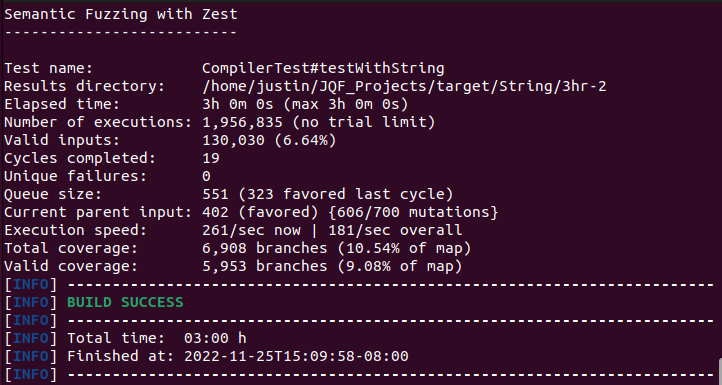 Semantic Fuzzing with Zest
--------------------------
Test name: CompilerTest#testWithString
Results directory: /home/justin/JQF_Projects/target/String/3hr-2
Elapsed time: 3h 0m 0s (max 3h 0m 0s)
Number of executions: 1,956,835 (no trial limit)
Valid inputs: 130,030 (6.64%)
Cycles completed: 19
Unique failures: 0
Queue size: 551 (323 favored last cycle)
Current parent input: 402 (favored) {606/700 mutations}
Execution speed: 261/sec now | 181/sec overall
Total coverage: 6,908 branches (10.54% of map)
Valid coverage: 5,953 branches (9.08% of map)
[INFO] ------------------------------------------------------------------------
[INFO] BUILD SUCCESS
[INFO] ------------------------------------------------------------------------
[INFO] Total time:  03:00 h
[INFO] Finished at: 2022-11-25T15:09:58-08:00
[INFO] ------------------------------------------------------------------------